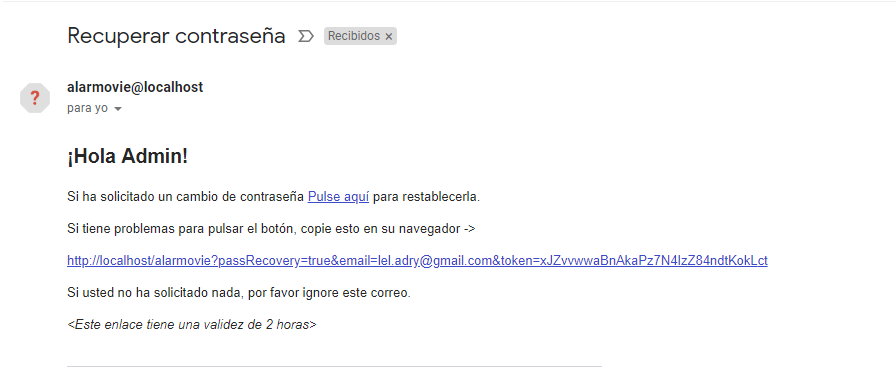 Recuperar contraseña Recibidos ×
alarmovie@localhost
para yo
?
¡Hola Admin!
Si ha solicitado un cambio de contraseña Pulse aquí para restablecerla.
Si tiene problemas para pulsar el botón, copie esto en su navegador ->
http://localhost/alarmovie?passRecovery=true&email=lel.adry@gmail.com&token=xJZvvwwaBnAkaPz7N4lzZ84ndtKokLct
Si usted no ha solicitado nada, por favor ignore este correo.
<Este enlace tiene una validez de 2 horas>